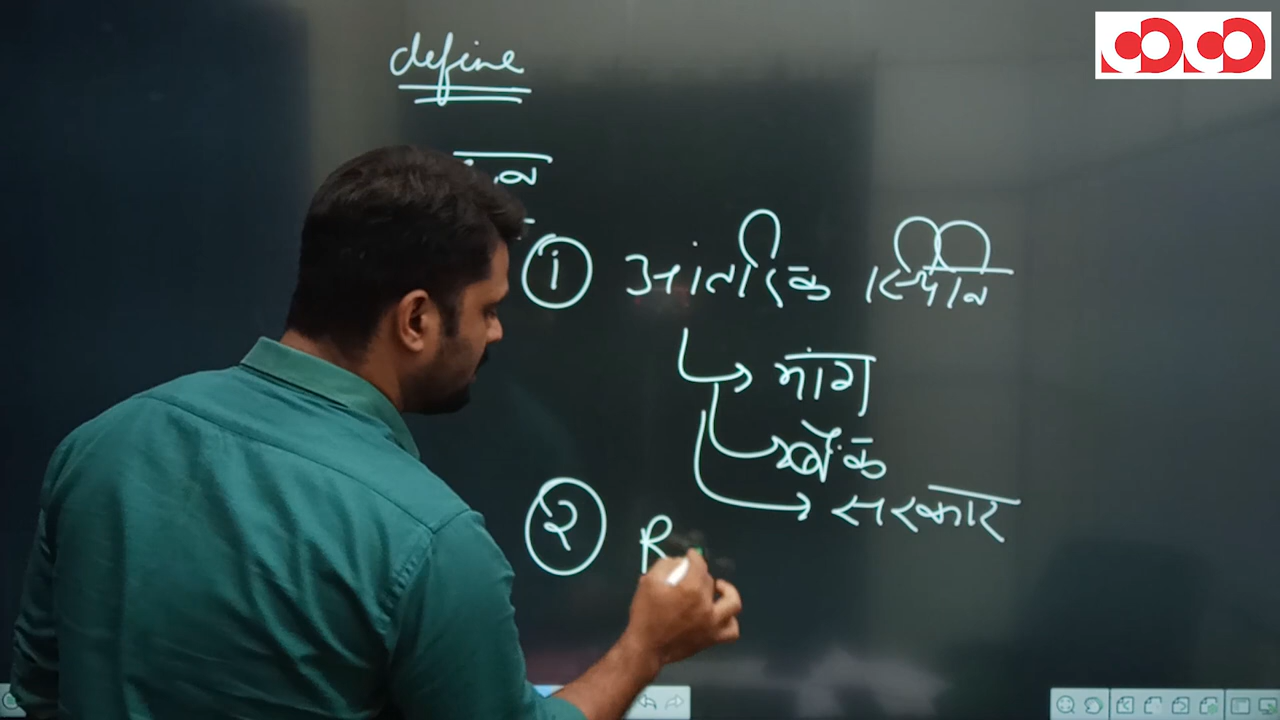 define
① आंतरिक स्थिति
मांग
सरकार
② R